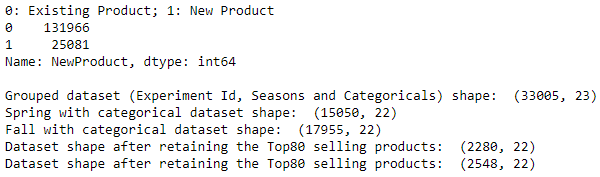 0: Existing Product; 1: New Product
0    131966
1     25081
Name: NewProduct, dtype: int64

Grouped dataset (Experiment Id, Seasons and Categoricals) shape:  (33005, 23)
Spring with categorical dataset shape:  (15050, 22)
Fall with categorical dataset shape:  (17955, 22)
Dataset shape after retaining the Top80 selling products:  (2280, 22)
Dataset shape after retaining the Top80 selling products:  (2548, 22)